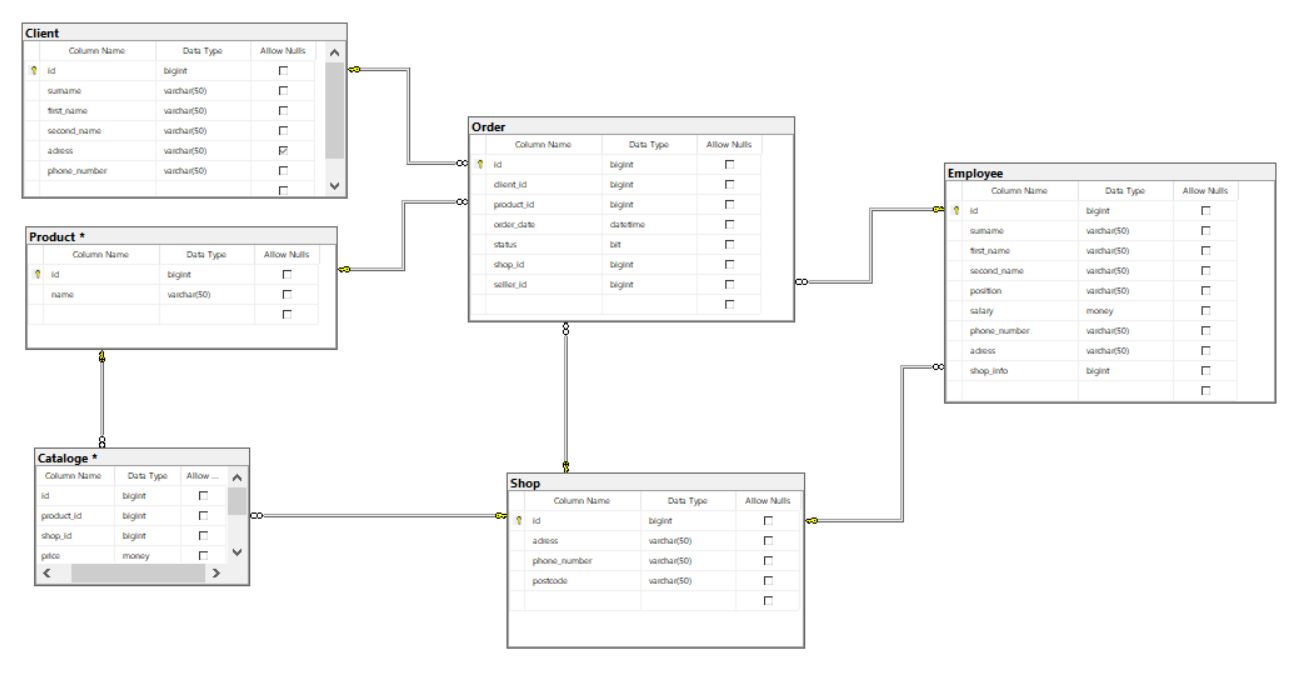 Client
Column Name Data Type Allow Nulls
id bigint
surname varchar(50)
first_name varchar(50)
second_name varchar(50)
adress varchar(50)
phone_number varchar(50)
Order
Column Name Data Type Allow Nulls
id bigint
client_id bigint
product_id bigint
order_date datetime
status bit
shop_id bigint
seller_id bigint
Employee
Column Name Data Type Allow Nulls
id bigint
surname varchar(50)
first_name varchar(50)
second_name varchar(50)
position varchar(50)
salary money
phone_number varchar(50)
adress varchar(50)
shop_info bigint
Product *
Column Name Data Type Allow Nulls
id bigint
name varchar(50)
Cataloge *
Column Name Data Type Allow ...
id bigint
product_id bigint
shop_id bigint
price money
Shop
Column Name Data Type Allow Nulls
id bigint
adress varchar(50)
phone_number varchar(50)
postcode varchar(50)